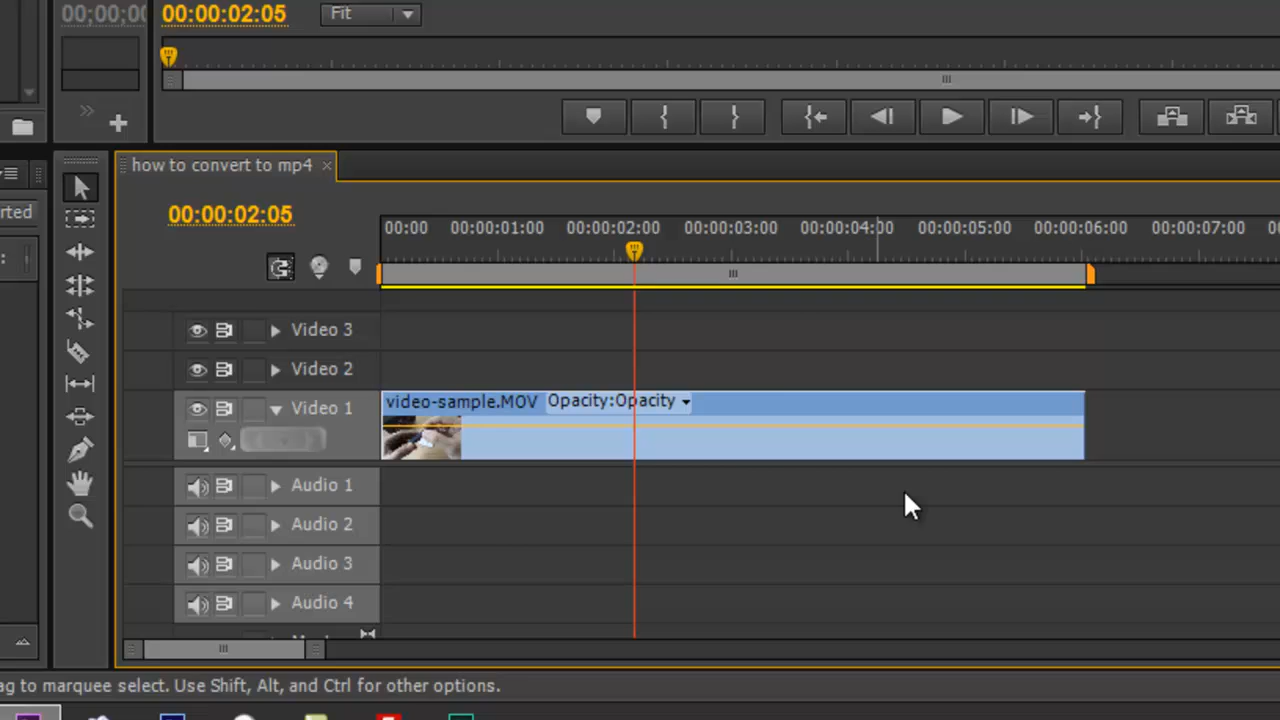 00;00;00
00:00:02:05
Fit
how to convert to mp4
rted
00:00:02:05
00:00
00:00:01:00
00:00:02:00
00:00:03:00
00:00:04:00
00:00:05:00
00:00:06:00
00:00:07:00
Video 3
Video 2
Video 1
video-sample.MOV Opacity:Opacity
Audio 1
Audio 2
Audio 3
Audio 4
ag to marquee select. Use Shift, Alt, and Ctrl for other options.